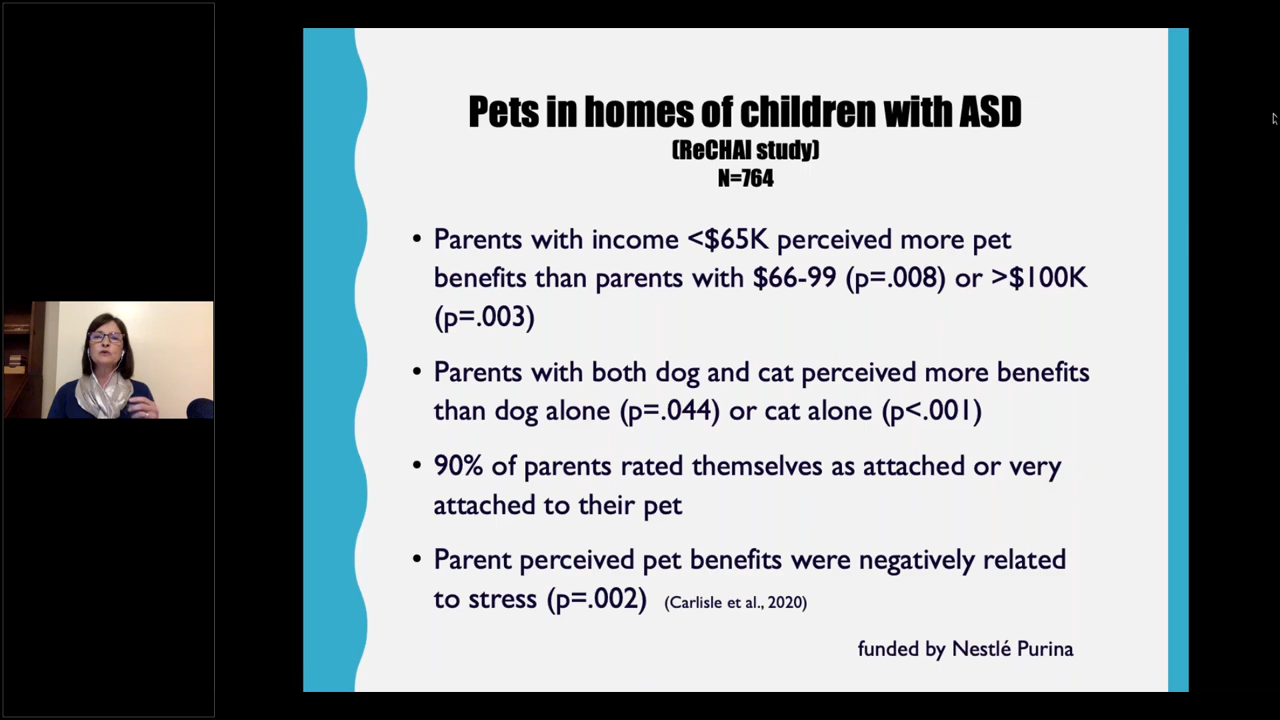 Pets in homes of children with ASD
(ReCHAI study)
N=764
• Parents with income <$65K perceived more pet
benefits than parents with $66-99 (p=.008) or >$100K
(p=.003)
• Parents with both dog and cat perceived more benefits
than dog alone (p=.044) or cat alone (p<.001)
• 90% of parents rated themselves as attached or very
attached to their pet
• Parent perceived pet benefits were negatively related
to stress (p=.002) (Carlisle et al., 2020)
funded by Nestlé Purina